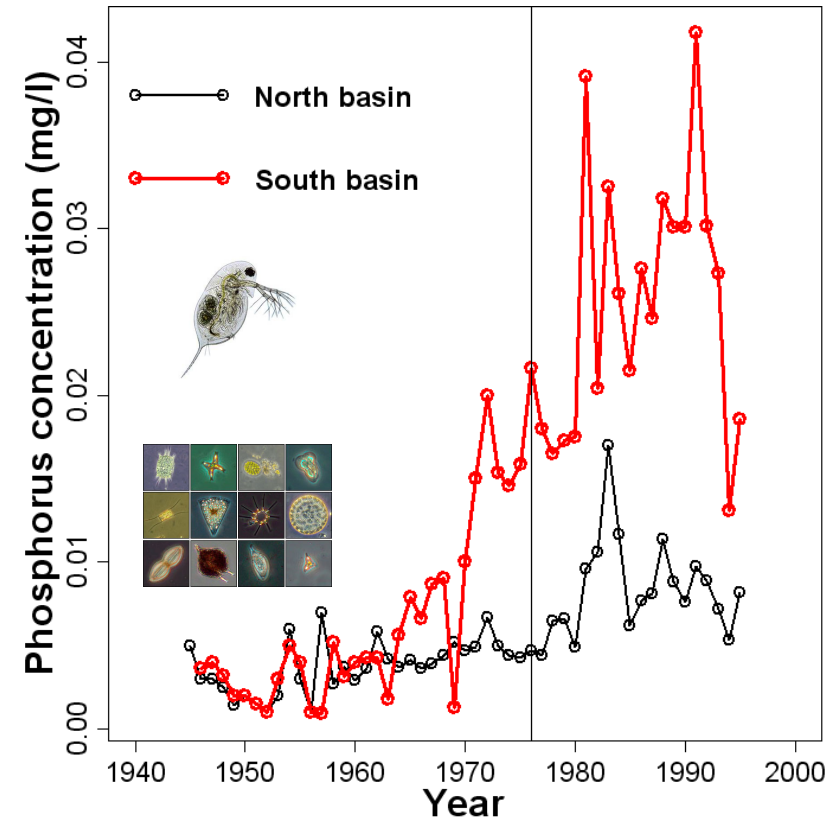 Phosphorus concentration (mg/l)
0.04
0.03
0.02
0.01
0.00
North basin
South basin
1940 1950 1960 1970 1980 1990 2000
Year